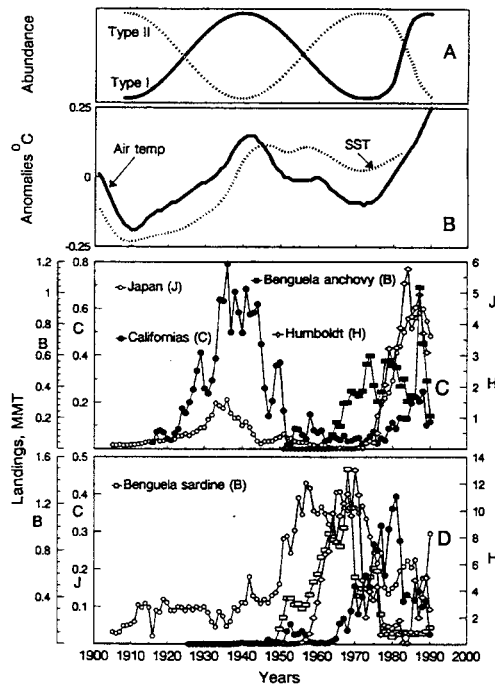 Abundance
Type II
Type I
A
0.25
0
-0.25
Anomalies ⁰C
Air temp
SST
B
Landings, MMT
1.2
1
0.8
B
0.6
0.4
0.2
0.8
0.6
C
0.4
0.2
Japan (J)
Benguela anchovy (B)
Californias (C)
Humboldt (H)
C
6
5
J
4
3
2
H
1
0
1.6
1.2
B
0.8
0.4
0.5
0.4
C
0.3
0.2
J
0.1
Benguela sardine (B)
D
14
12
10
8
H
6
4
2
0
1900 1910 1920 1930 1940 1950 1960 1970 1980 1990 2000
Years